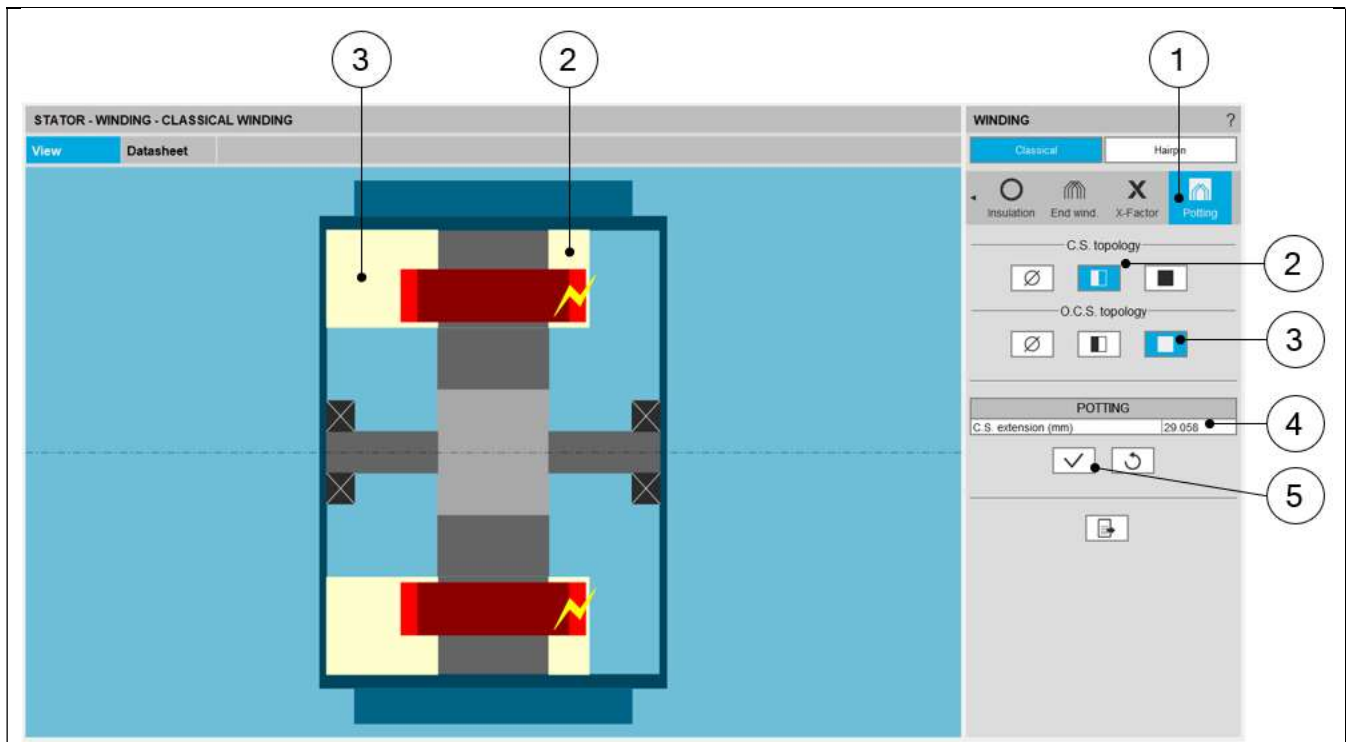 3
2
1
STATOR - WINDING - CLASSICAL WINDING
WINDING
?
View
Datasheet
Classical
Hairpin
Insulation
End wind.
X-Factor
Potting
C.S. topology
2
O.C.S. topology
3
POTTING
C.S. extension (mm)
29.058
4
5
3
2